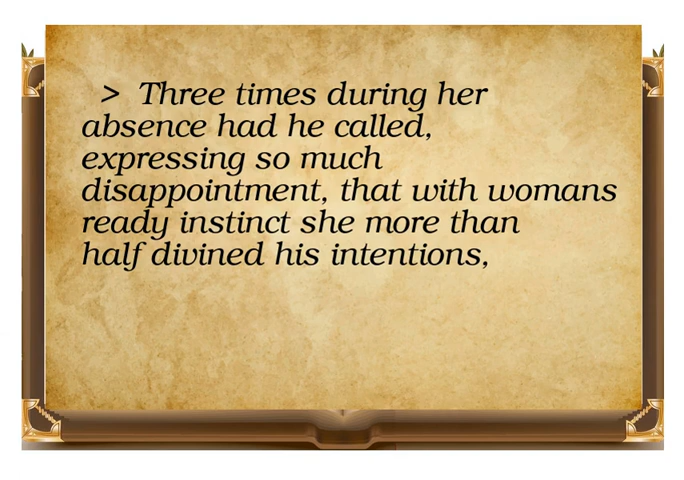 > Three times during her
absence had he called,
expressing so much
disappointment, that with womans
ready instinct she more than
half divined his intentions,